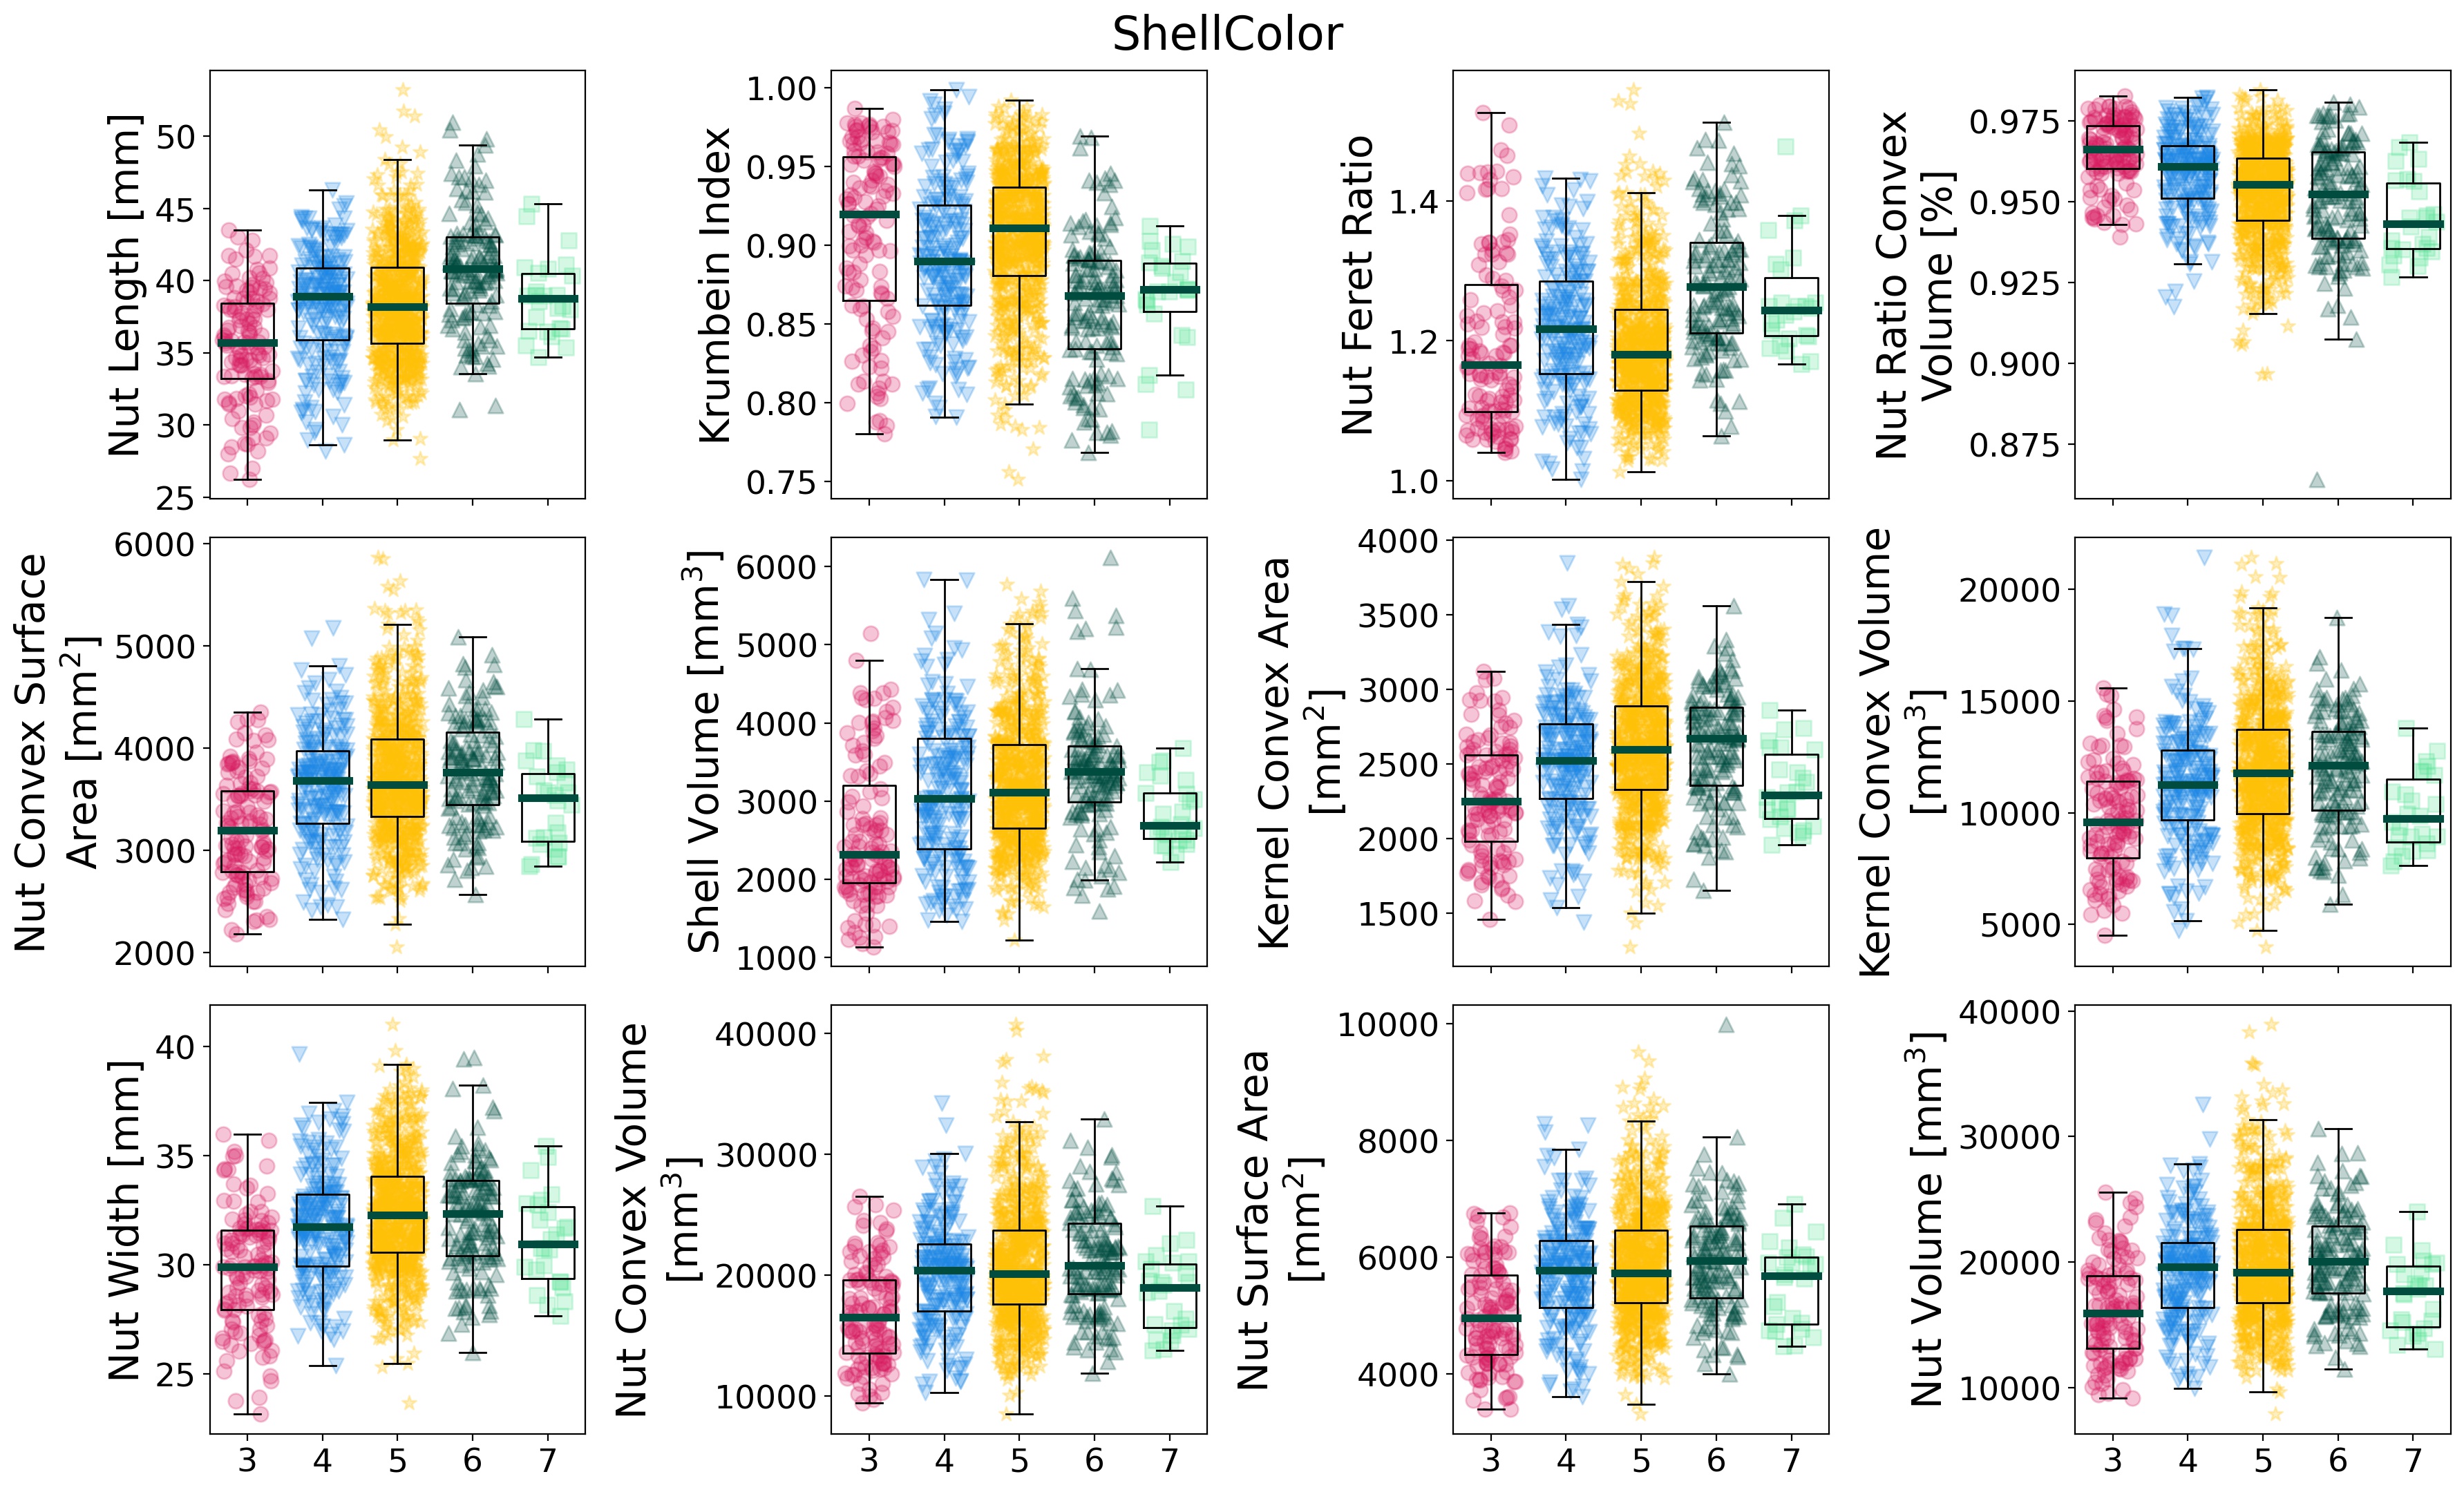 ShellColor
Nut Length [mm]
50
45
40
35
30
25
Krumbein Index
1.00
0.95
0.90
0.85
0.80
0.75
Nut Feret Ratio
1.4
1.2
1.0
Nut Ratio Convex
Volume [%]
0.975
0.950
0.925
0.900
0.875
Nut Convex Surface
Area [mm²]
6000
5000
4000
3000
2000
Shell Volume [mm³]
6000
5000
4000
3000
2000
1000
Kernel Convex Area
[mm²]
4000
3500
3000
2500
2000
1500
Kernel Convex Volume
[mm³]
20000
15000
10000
5000
Nut Width [mm]
40
35
30
25
3 4 5 6 7
Nut Convex Volume
[mm³]
40000
30000
20000
10000
3 4 5 6 7
Nut Surface Area
[mm²]
10000
8000
6000
4000
3 4 5 6 7
Nut Volume [mm³]
40000
30000
20000
10000
3 4 5 6 7